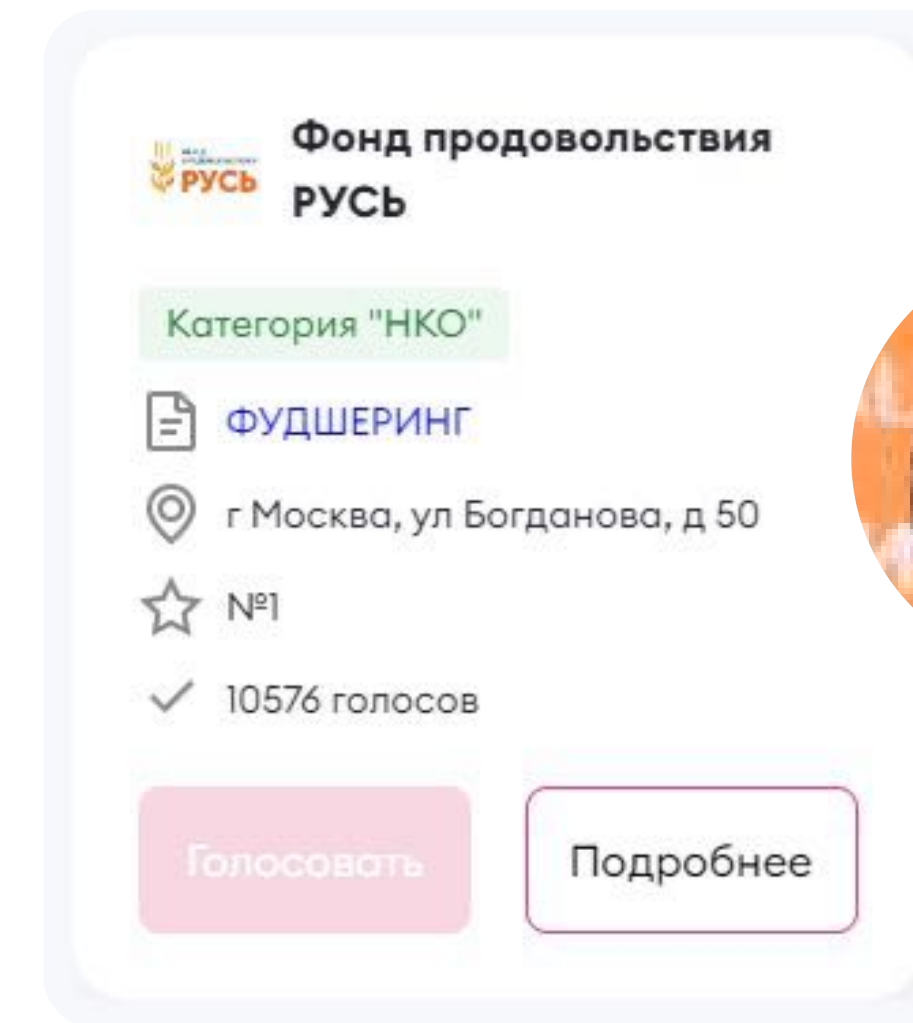 РУСЬ
Фонд продовольствия
РУСЬ
Категория "НКО"
ФУДШЕРИНГ
г Москва, ул Богданова, д 50
№1
10576 голосов
Голосовать
Подробнее